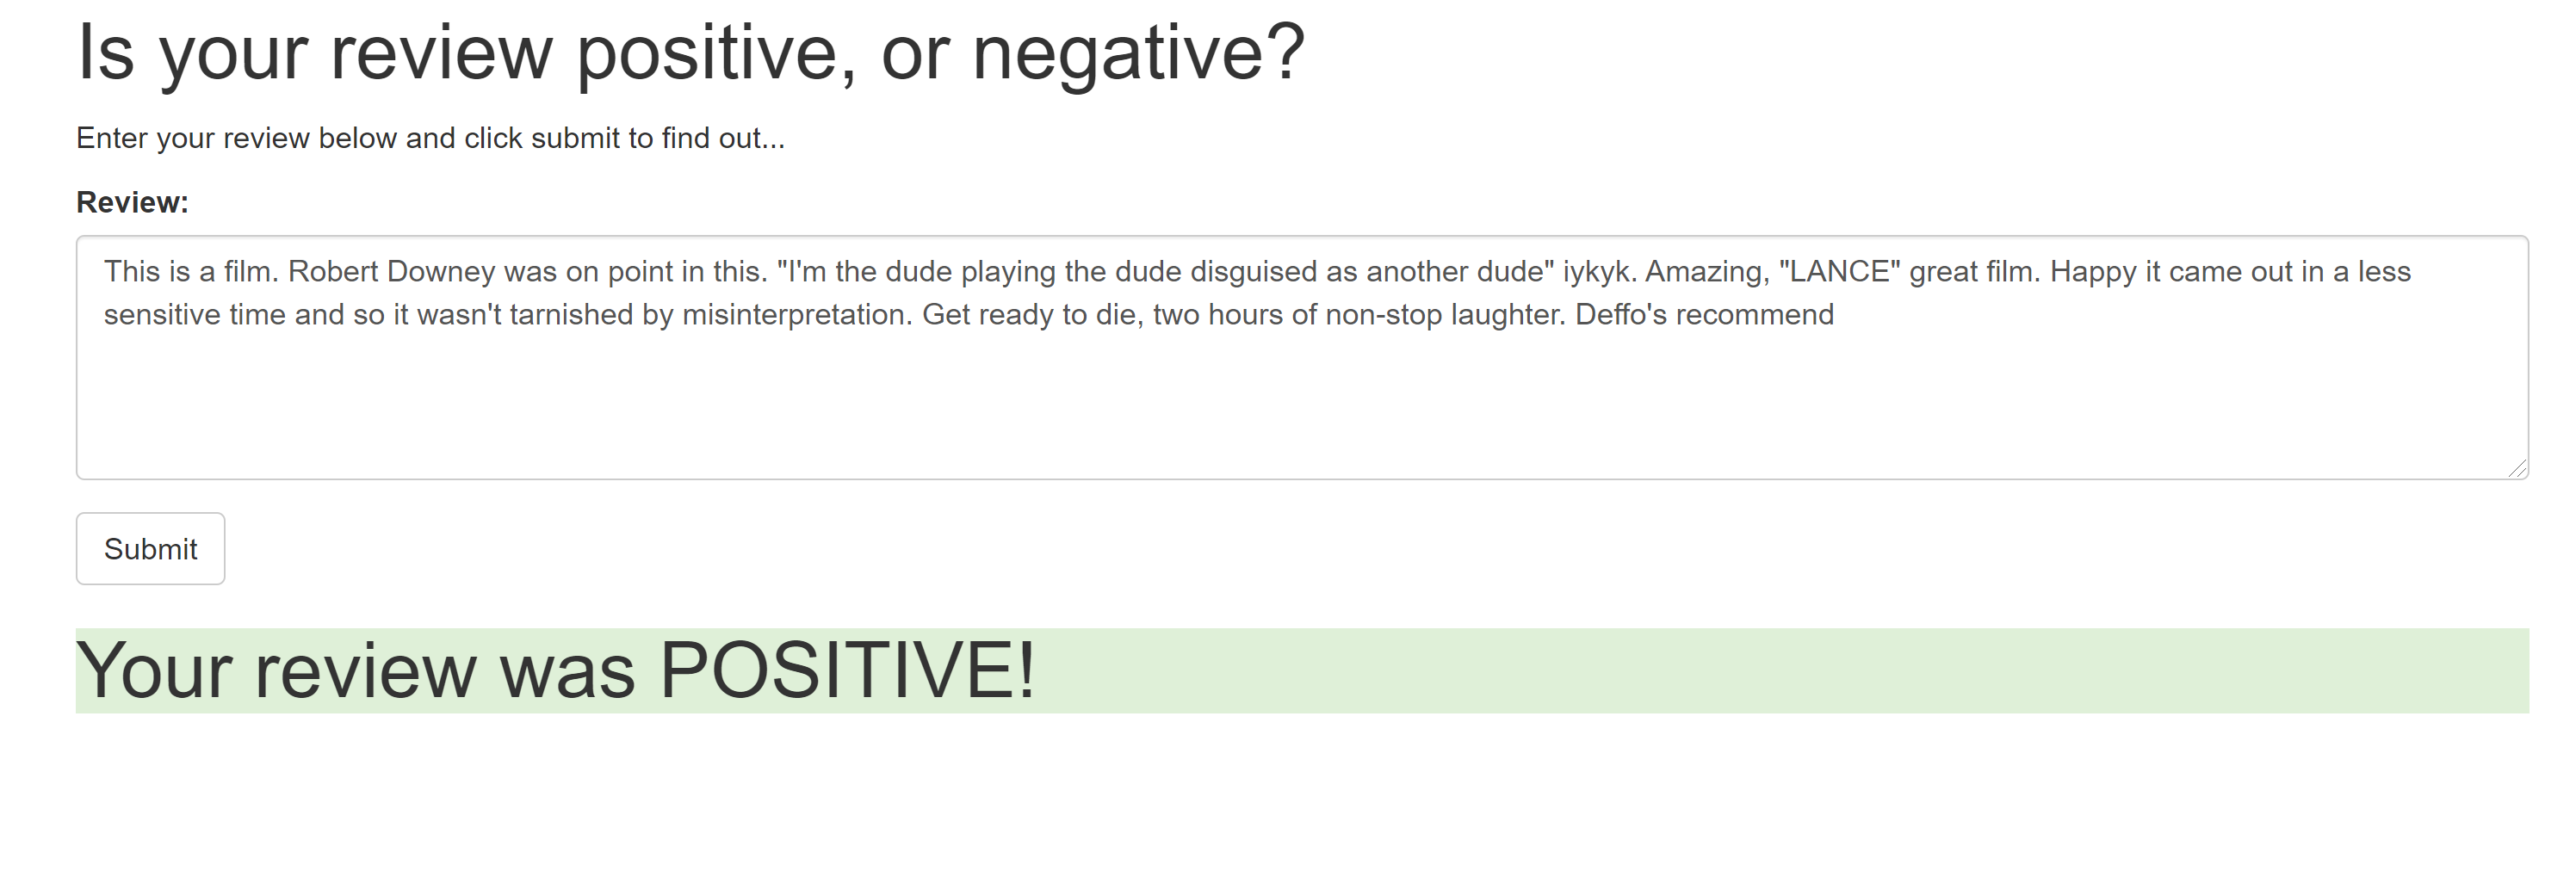 Is your review positive, or negative?
Enter your review below and click submit to find out...
Review:
This is a film. Robert Downey was on point in this. "I'm the dude playing the dude disguised as another dude" iykyk. Amazing, "LANCE" great film. Happy it came out in a less
sensitive time and so it wasn't tarnished by misinterpretation. Get ready to die, two hours of non-stop laughter. Deffo's recommend
Submit
Your review was POSITIVE!